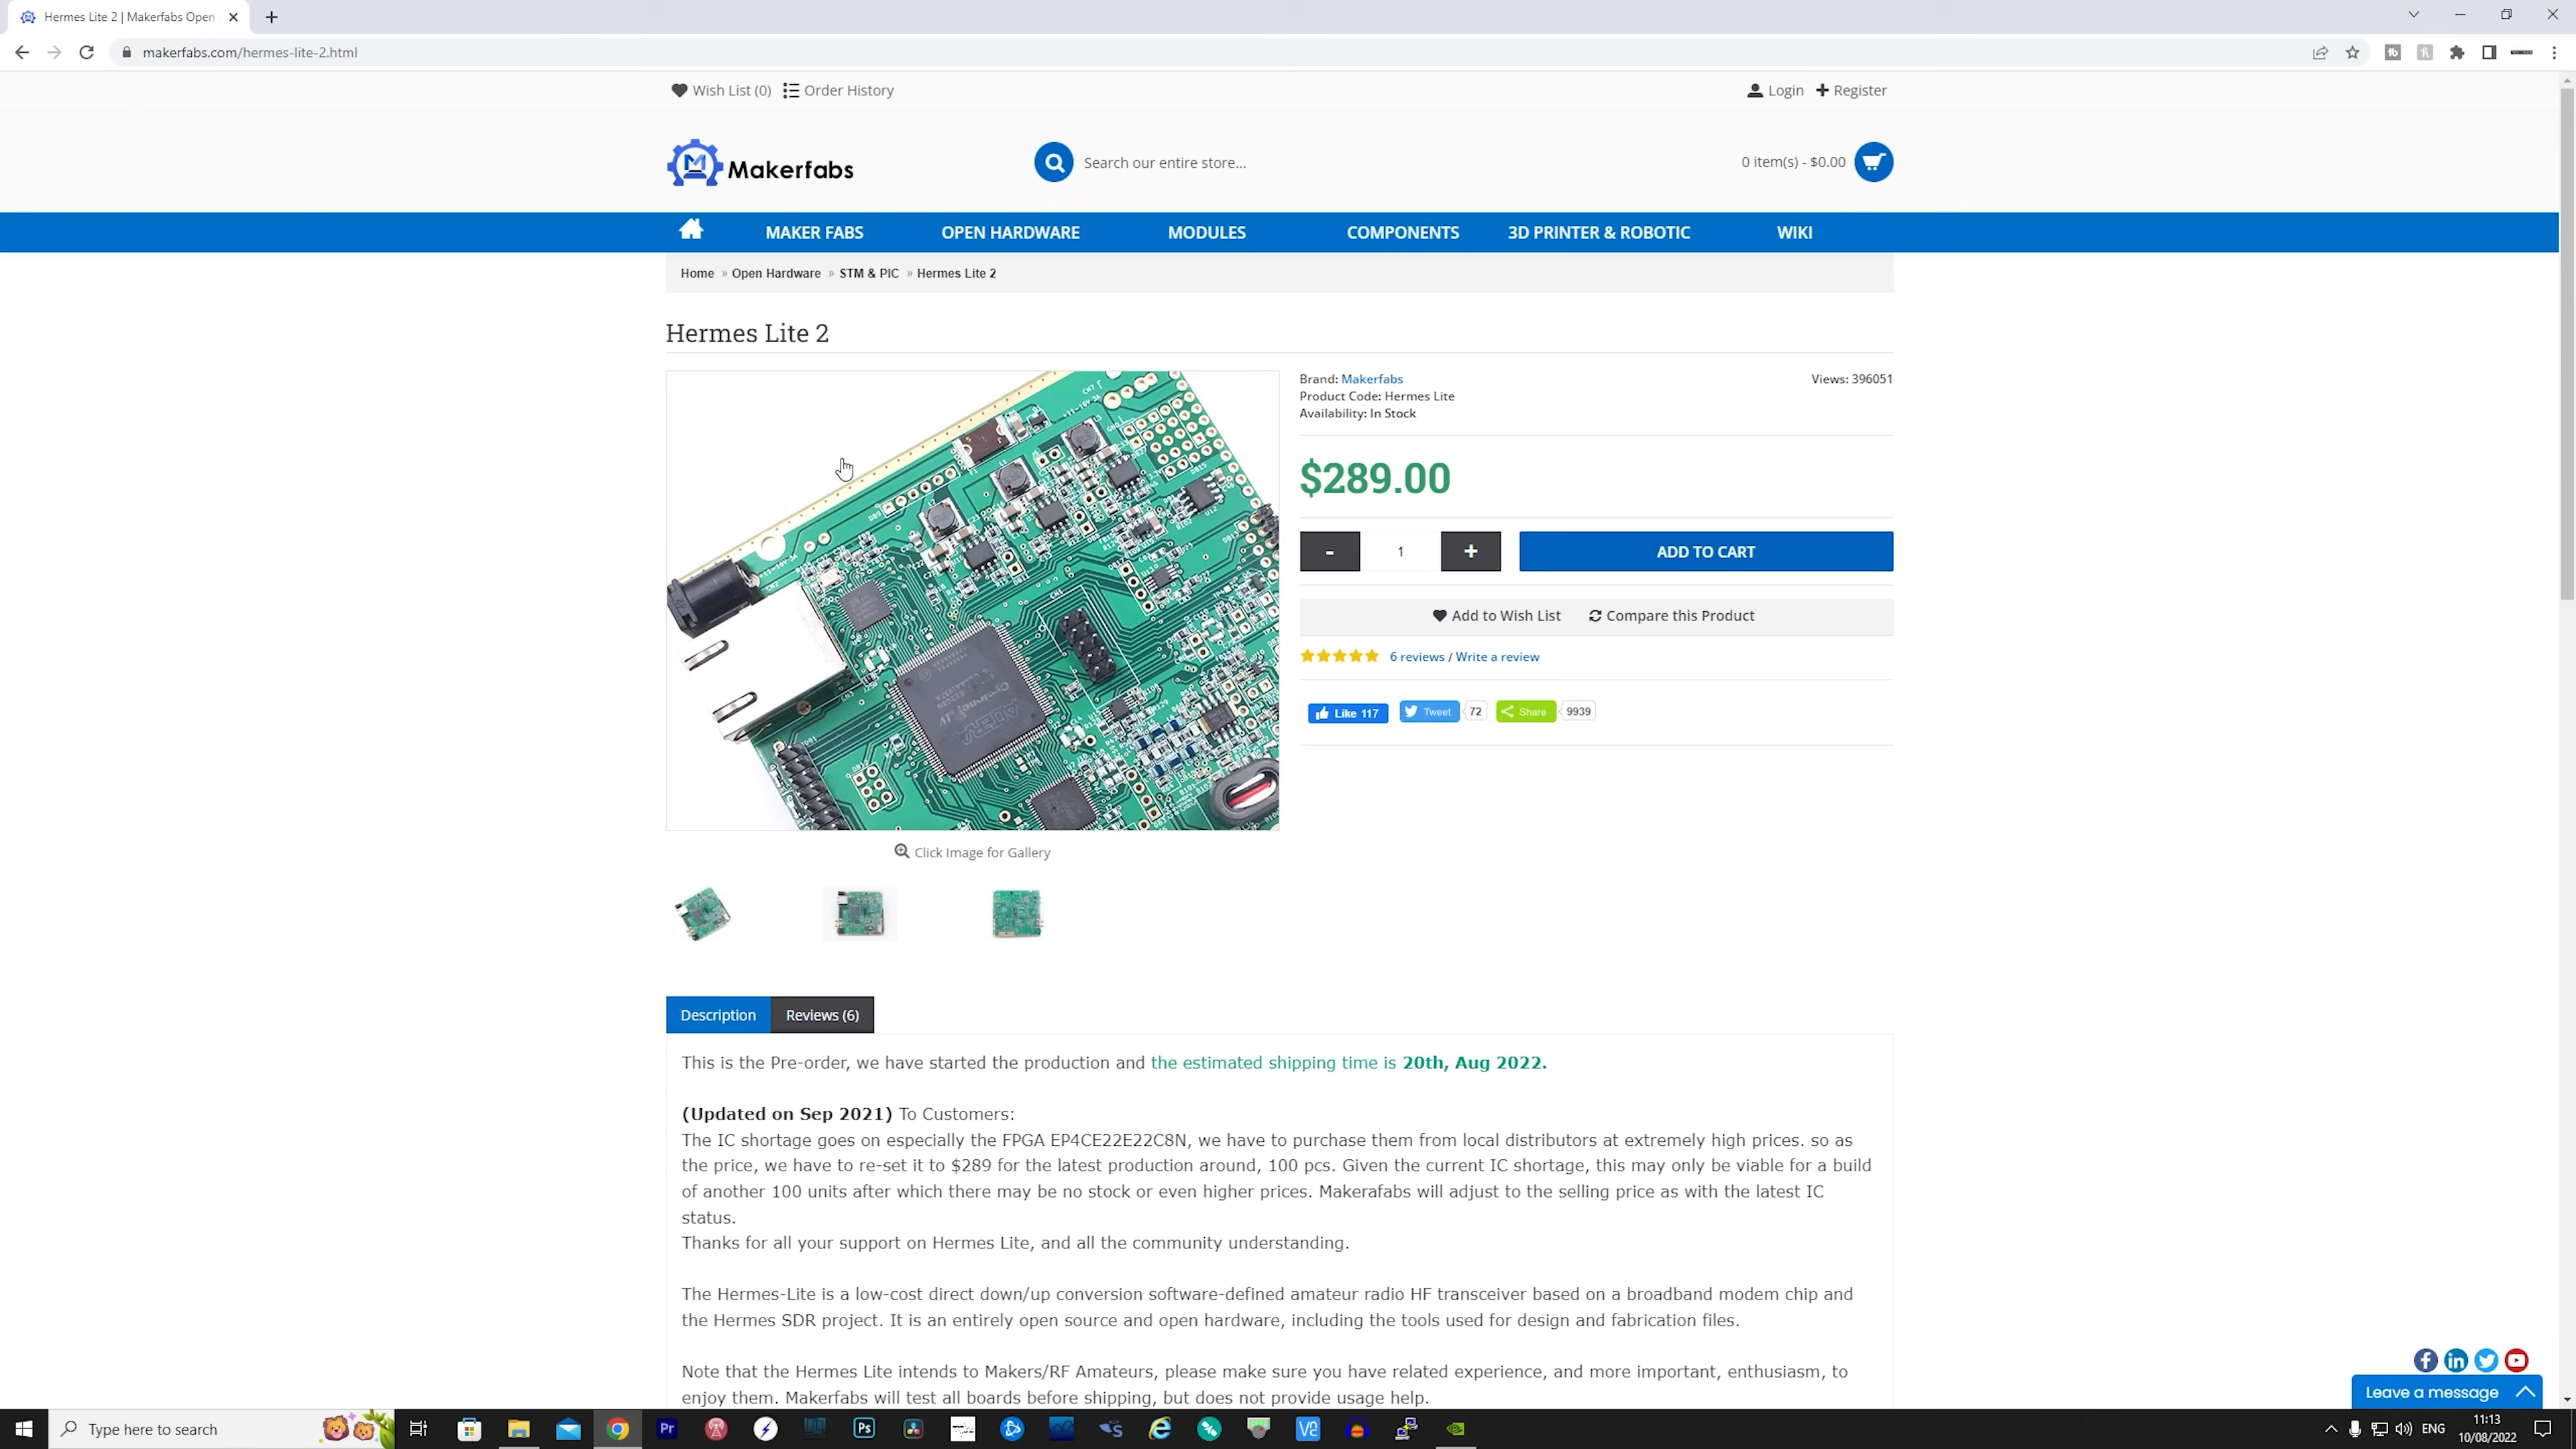 Hermes Lite 2 | Makerfabs Open
makerfabs.com/hermes-lite-2.html
Wish List (0) Order History Login Register
Makerfabs Search our entire store... 0 item(s) - $0.00
MAKER FABS OPEN HARDWARE MODULES COMPONENTS 3D PRINTER & ROBOTIC WIKI
Home » Open Hardware » STM & PIC » Hermes Lite 2
Hermes Lite 2
Brand: Makerfabs Views: 396051
Product Code: Hermes Lite
Availability: In Stock
$289.00
- 1 + ADD TO CART
Add to Wish List Compare this Product
6 reviews / Write a review
Like 117 Tweet 72 Share 9939
Click Image for Gallery
Description Reviews (6)
This is the Pre-order, we have started the production and the estimated shipping time is 20th, Aug 2022.
(Updated on Sep 2021) To Customers:
The IC shortage goes on especially the FPGA EP4CE22E22C8N, we have to purchase them from local distributors at extremely high prices. so as
the price, we have to re-set it to $289 for the latest production around, 100 pcs. Given the current IC shortage, this may only be viable for a build
of another 100 units after which there may be no stock or even higher prices. Makerafabs will adjust to the selling price as with the latest IC
status.
Thanks for all your support on Hermes Lite, and all the community understanding.
The Hermes-Lite is a low-cost direct down/up conversion software-defined amateur radio HF transceiver based on a broadband modem chip and
the Hermes SDR project. It is an entirely open source and open hardware, including the tools used for design and fabrication files.
Note that the Hermes Lite intends to Makers/RF Amateurs, please make sure you have related experience, and more important, enthusiasm, to
enjoy them. Makerfabs will test all boards before shipping, but does not provide usage help.
Leave a message
Type here to search
Pr
Ps
ENG
11:13
10/08/2022